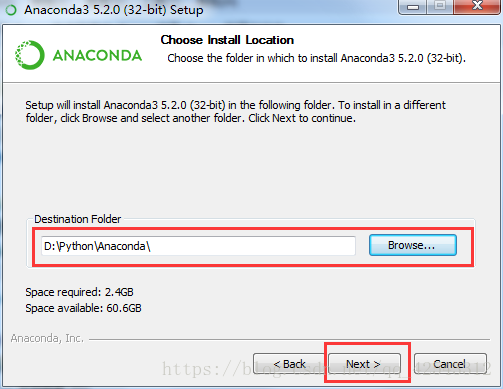 Anaconda3 5.2.0 (32-bit) Setup
ANACONDA
Choose Install Location
Choose the folder in which to install Anaconda3 5.2.0 (32-bit).
Setup will install Anaconda3 5.2.0 (32-bit) in the following folder. To install in a different
folder, click Browse and select another folder. Click Next to continue.
Destination Folder
D:\Python\Anaconda\
Browse...
Space required: 2.4GB
Space available: 60.6GB
Anaconda, Inc.
< Back
Next >
Cancel